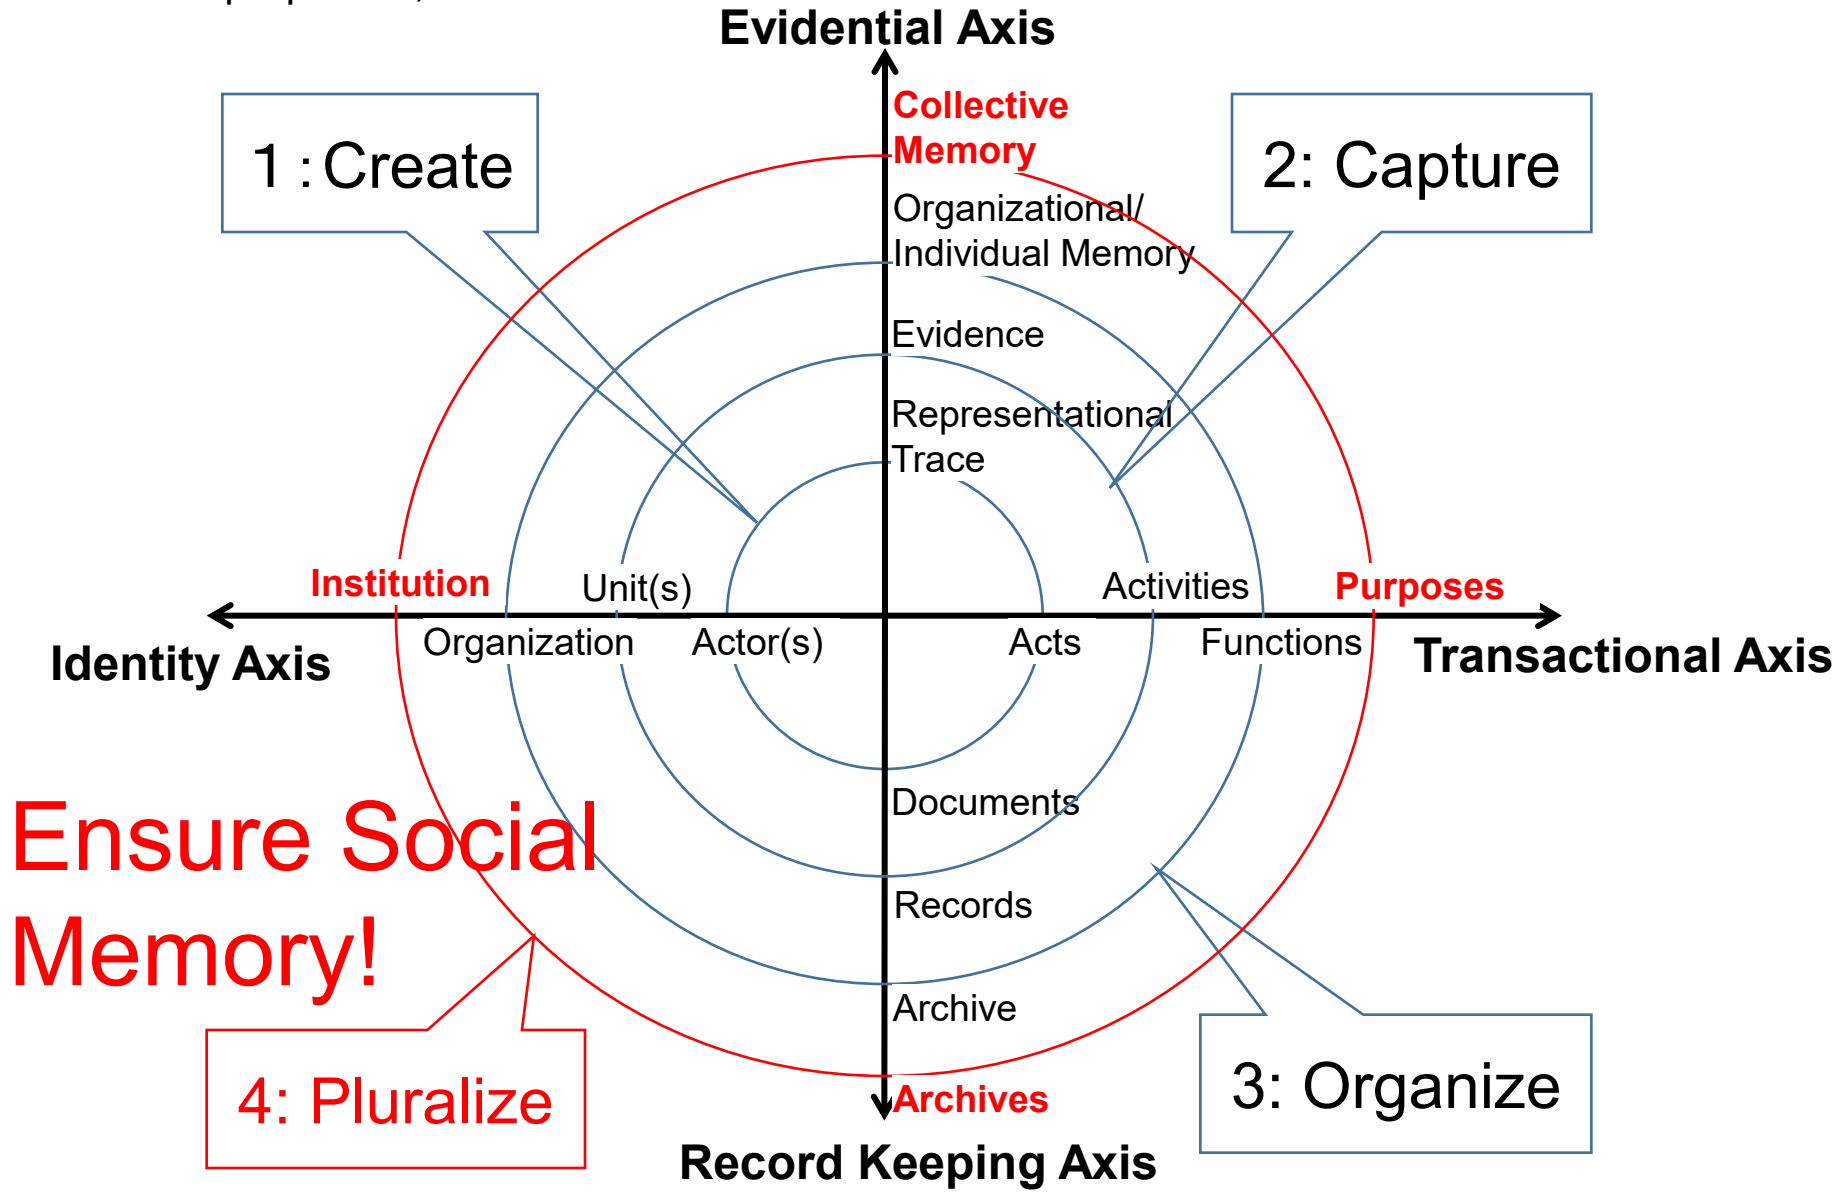 Evidential Axis
Collective
Memory
1:Create
2: Capture
Organizational/
Individual Memory
Evidence
Representational
Trace
Institution
Unit(s)
Activities
Purposes
Identity Axis
Organization
Actor(s)
Acts
Functions
Transactional Axis
Ensure Social
Memory!
Documents
Records
Archive
4: Pluralize
Archives
3: Organize
Record Keeping Axis